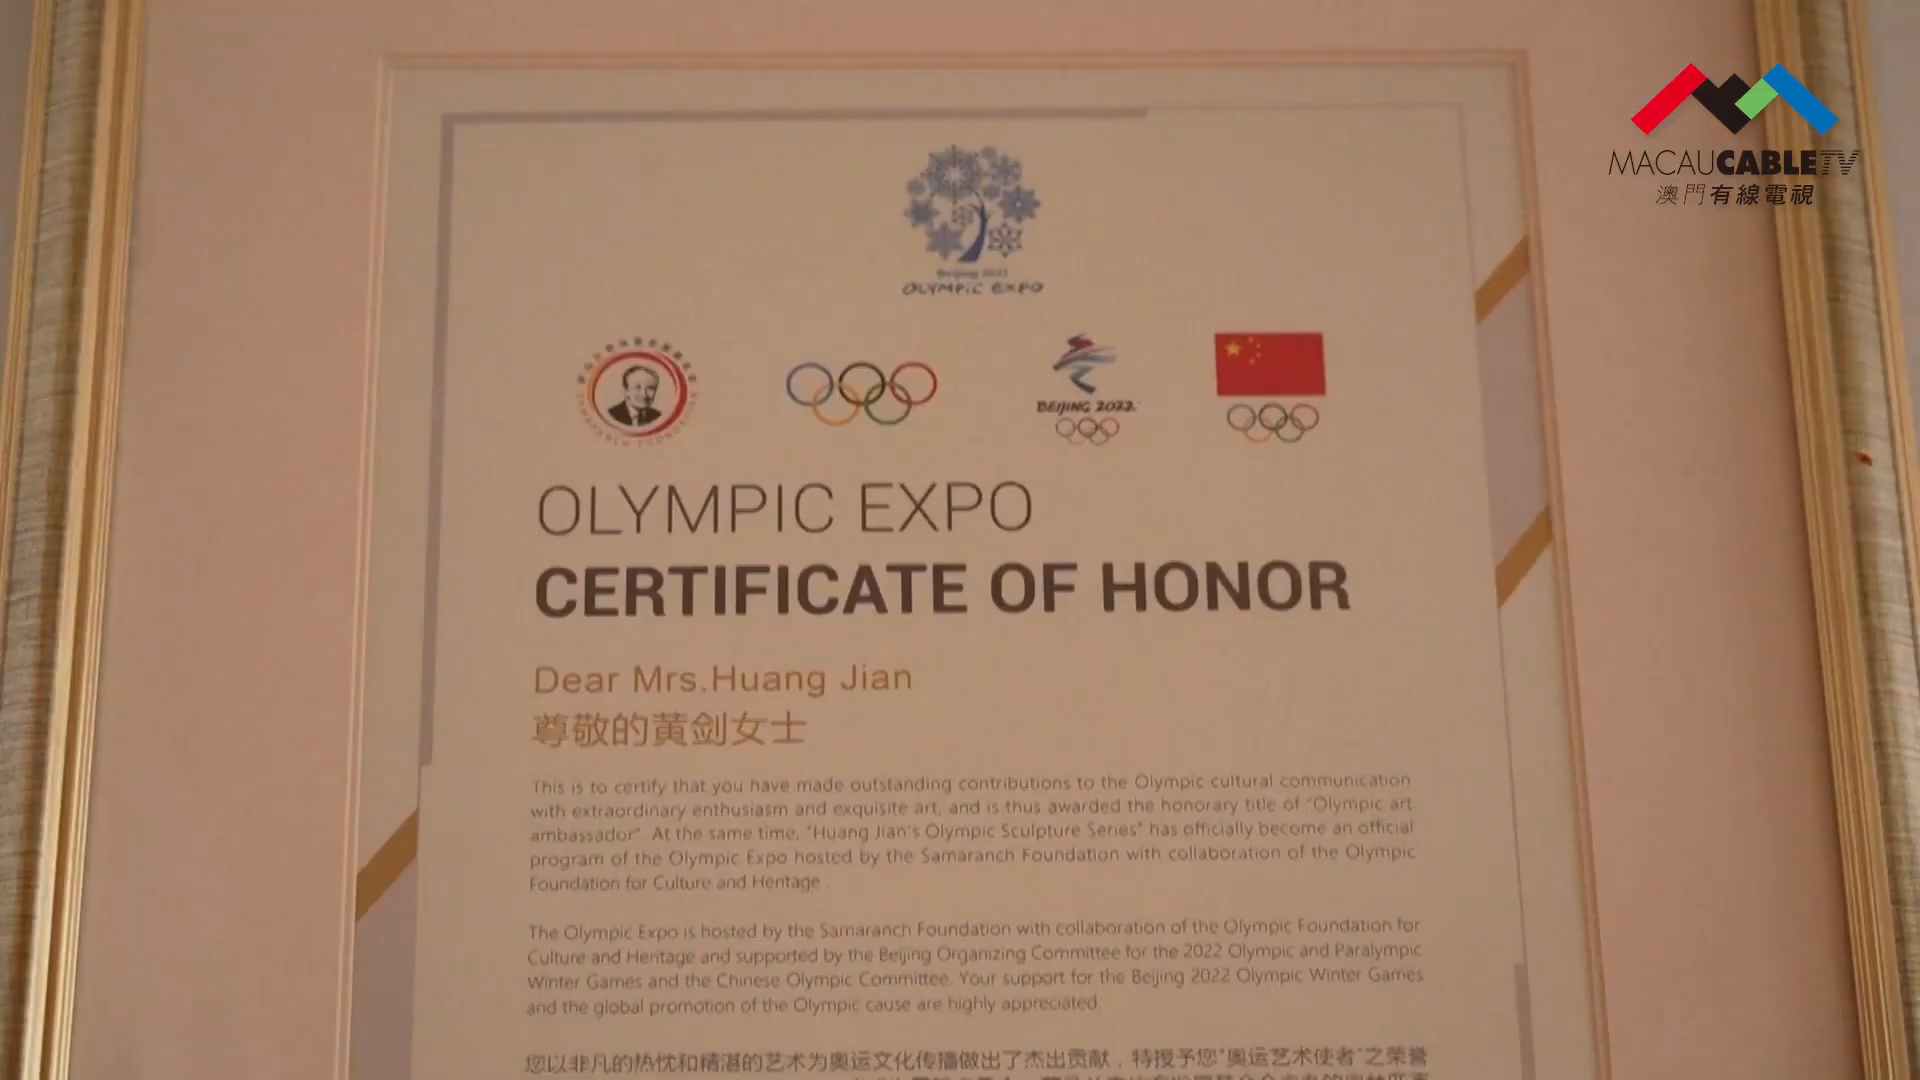 MACAUCABLETV
澳門有線電視
Beijing 2022
OLYMPIC EXPO
BEIJING 2022
OLYMPIC EXPO
CERTIFICATE OF HONOR
Dear Mrs.Huang Jian
尊敬的黄剑女士
This is to certify that you have made outstanding contributions to the Olympic cultural communication
with extraordinary enthusiasm and exquisite art, and is thus awarded the honorary title of "Olympic art
ambassador" At the same time, "Huang Jian's Olympic Sculpture Series" has officially become an official
program of the Olympic Expo hosted by the Samaranch Foundation with collaboration of the Olympic
Foundation for Culture and Heritage .
The Olympic Expo is hosted by the Samaranch Foundation with collaboration of the Olympic Foundation for
Culture and Heritage and supported by the Beijing Organizing Committee for the 2022 Olympic and Paralympic
Winter Games and the Chinese Olympic Committee. Your support for the Beijing 2022 Olympic Winter Games
and the global promotion of the Olympic cause are highly appreciated.
您以非凡的热忱和精湛的艺术为奥运文化传播做出了杰出贡献，特授予您"奥运艺术使者"之荣誉